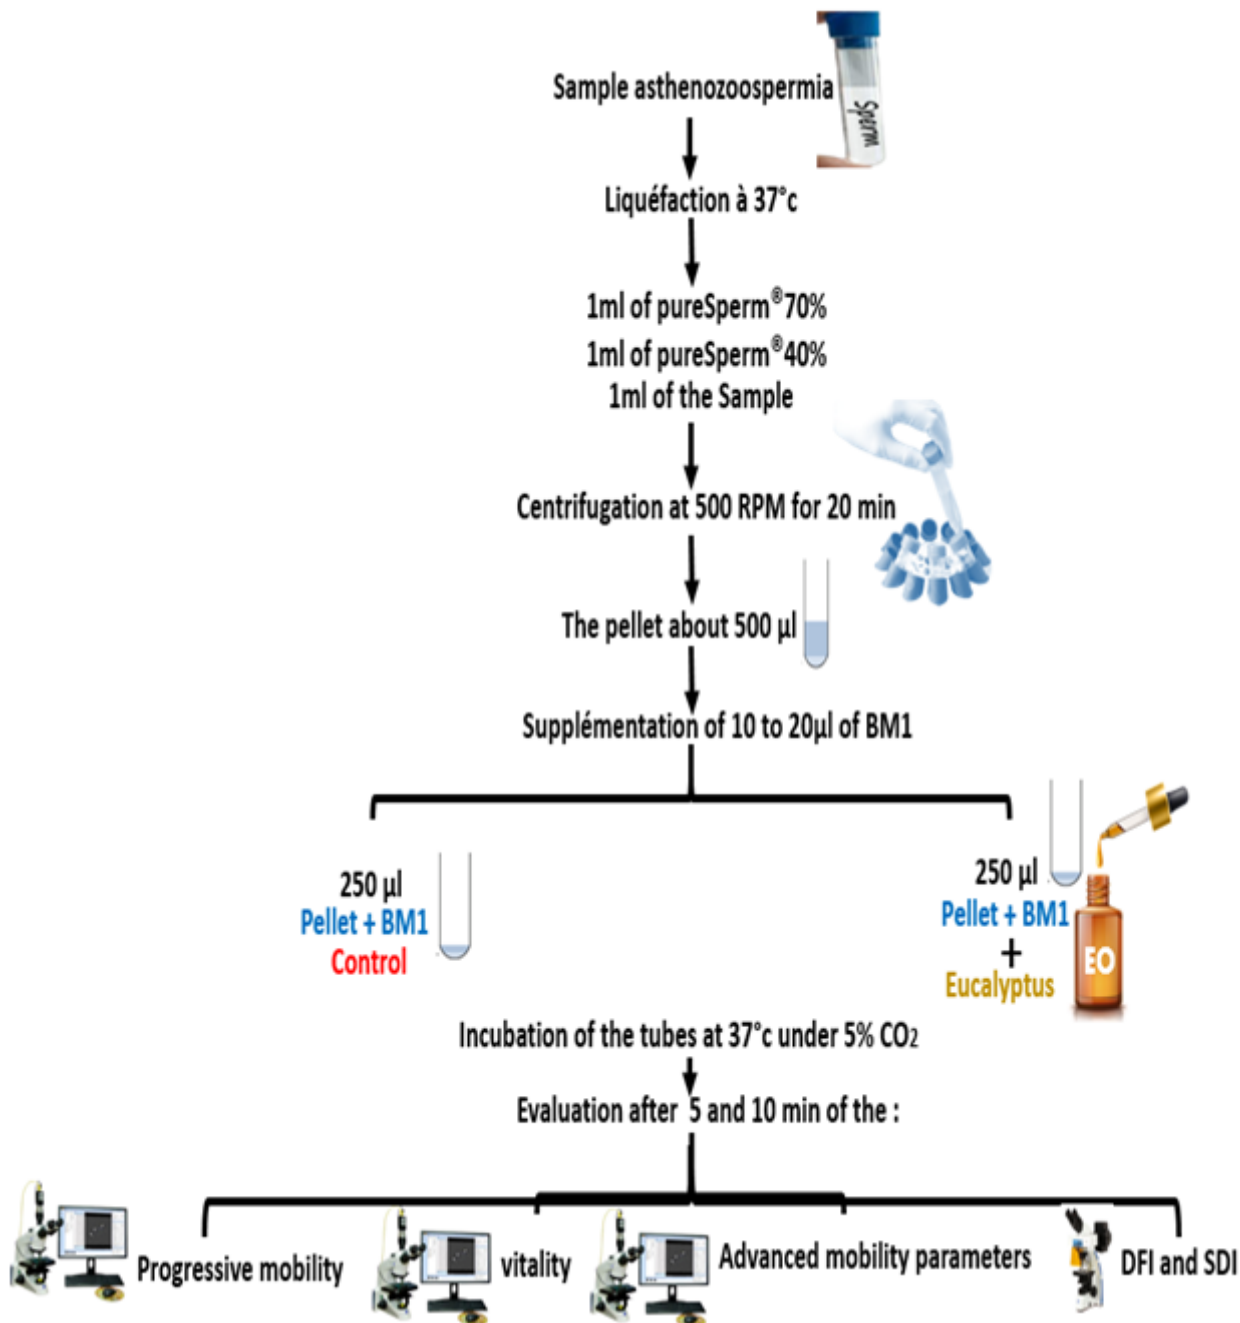 Sample asthenozoospermia
Sperm
Liquéfaction à 37°c
1ml of pureSperm®70%
1ml of pureSperm®40%
1ml of the Sample
Centrifugation at 500 RPM for 20 min
The pellet about 500 µl
Supplémentation of 10 to 20µl of BM1
250 µl
Pellet + BM1
Control
250 µl
Pellet + BM1
+
Eucalyptus
EO
Incubation of the tubes at 37°c under 5% CO2
Evaluation after 5 and 10 min of the :
Progressive mobility
vitality
Advanced mobility parameters
DFI and SDI